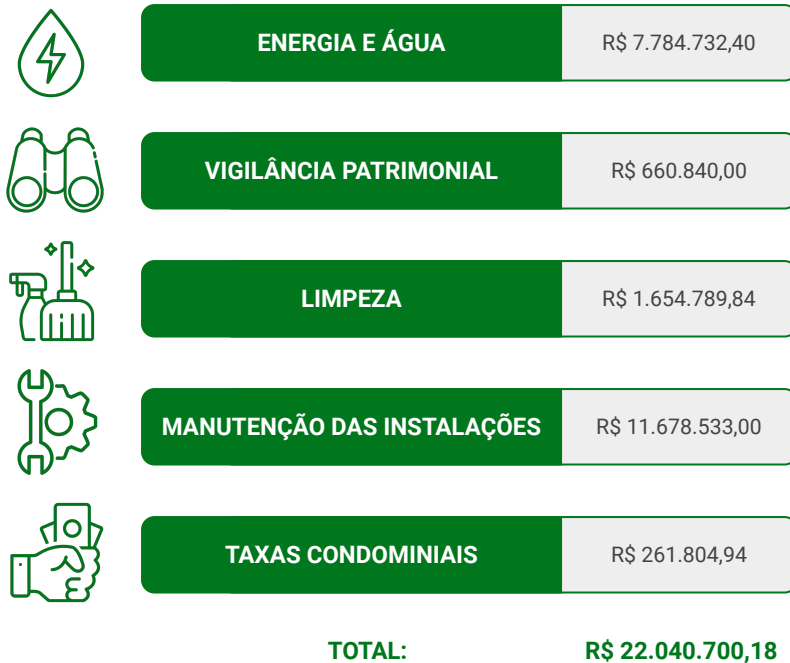 ENERGIA E ÁGUA R$ 7.784.732,40
VIGILÂNCIA PATRIMONIAL R$ 660.840,00
LIMPEZA R$ 1.654.789,84
MANUTENÇÃO DAS INSTALAÇÕES R$ 11.678.533,00
TAXAS CONDOMINIAIS R$ 261.804,94
TOTAL: R$ 22.040.700,18